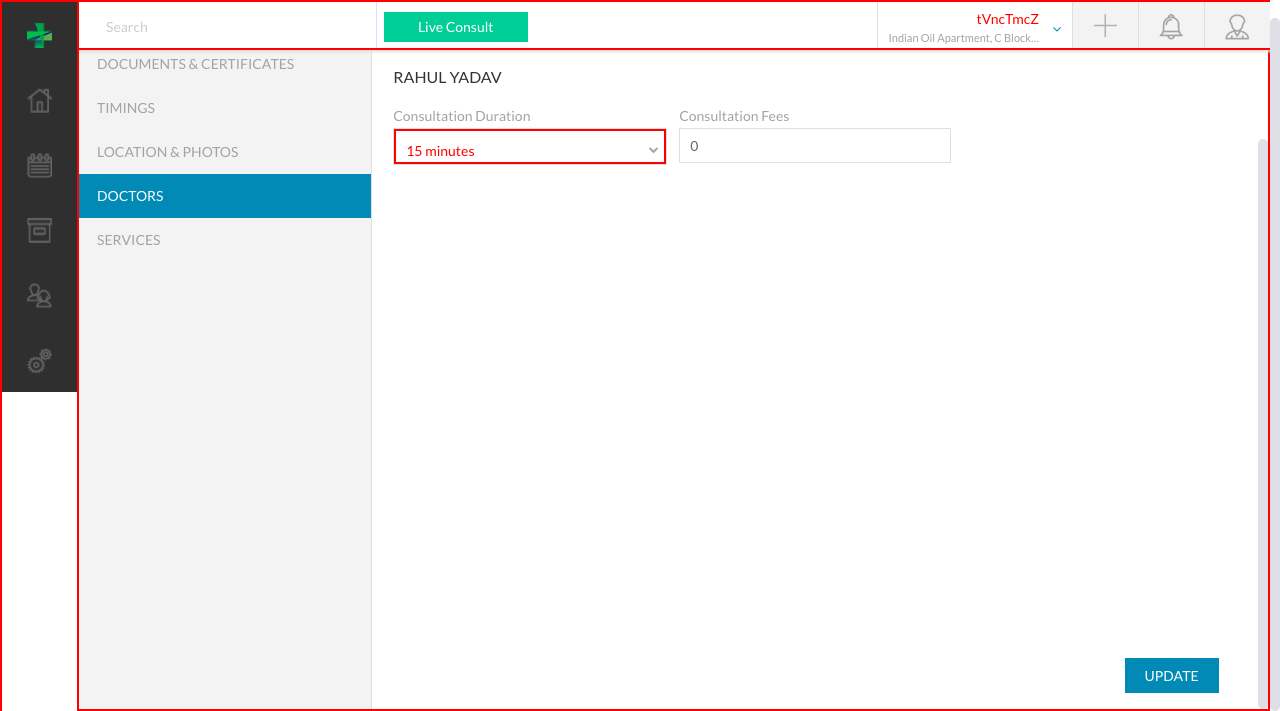 Search
Live Consult
tVncTmcZ
Indian Oil Apartment, C Block...
DOCUMENTS & CERTIFICATES
TIMINGS
LOCATION & PHOTOS
DOCTORS
SERVICES
RAHUL YADAV
Consultation Duration
Consultation Fees
15 minutes
0
UPDATE